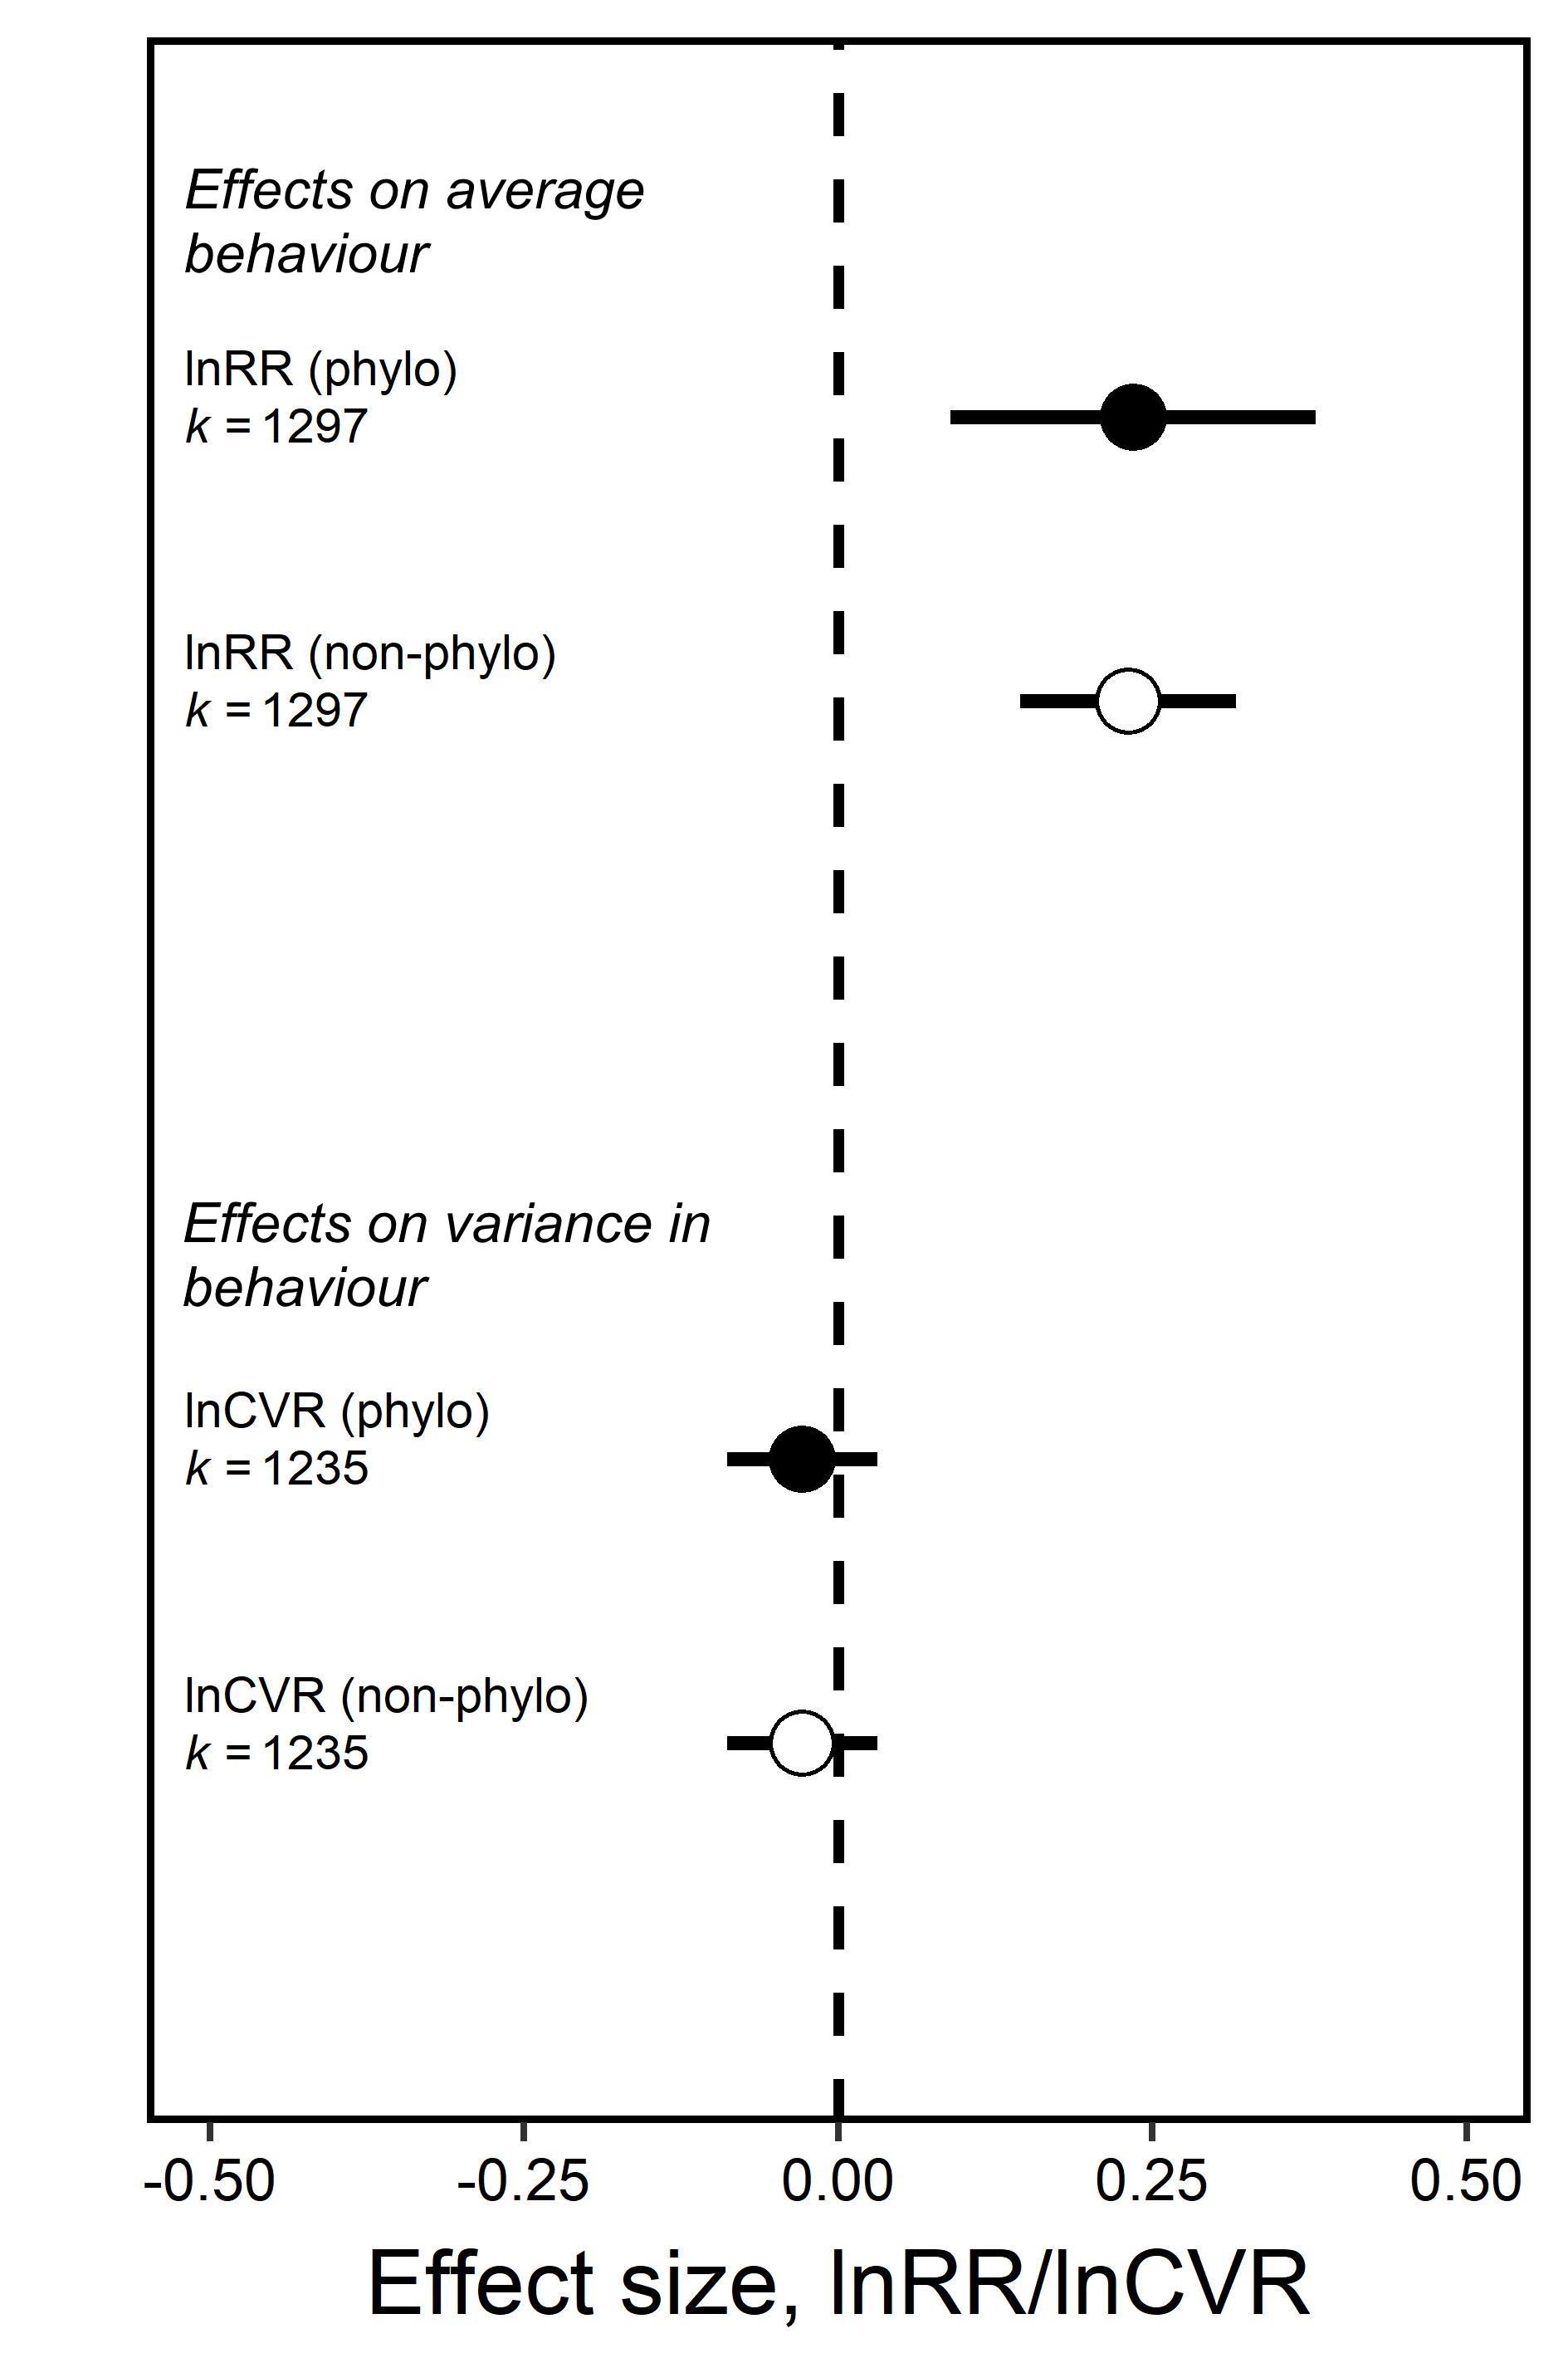 Effects on average
behaviour
lnRR (phylo)
k = 1297
lnRR (non-phylo)
k = 1297
Effects on variance in
behaviour
lnCVR (phylo)
k = 1235
lnCVR (non-phylo)
k = 1235
-0.50 -0.25 0.00 0.25 0.50
Effect size, lnRR/lnCVR